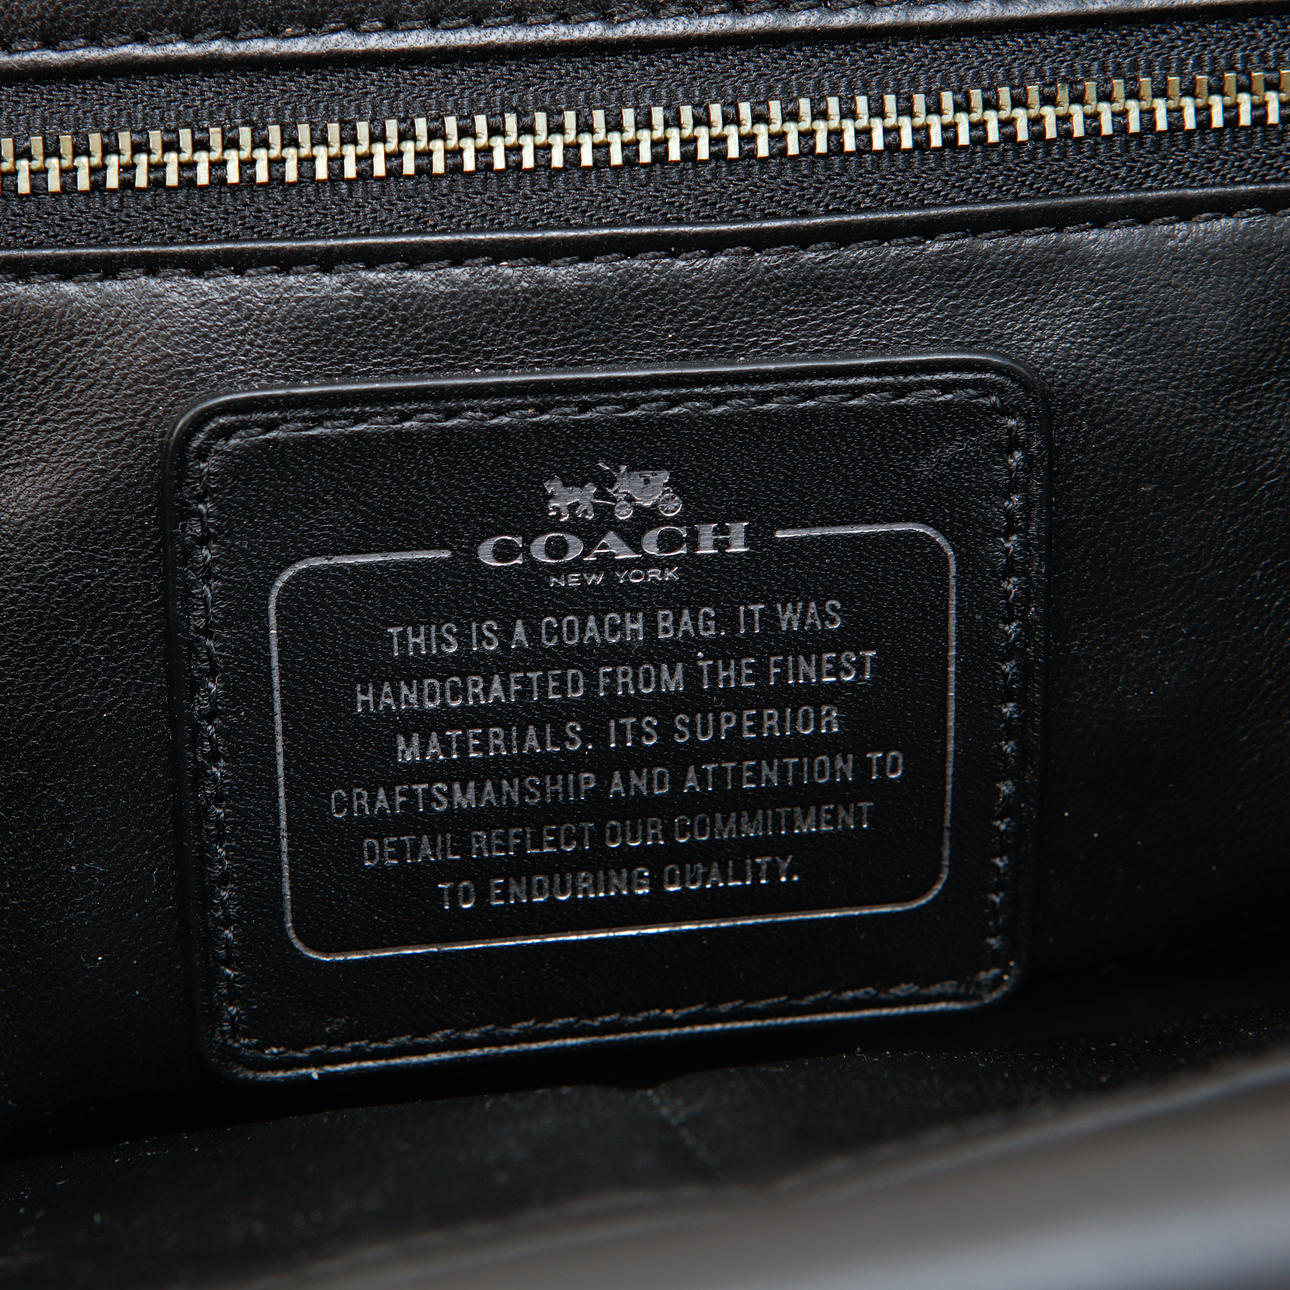 COACH
NEW YORK
THIS IS A COACH BAG. IT WAS
HANDCRAFTED FROM THE FINEST
MATERIALS. ITS SUPERIOR
CRAFTSMANSHIP AND ATTENTION TO
DETAIL REFLECT OUR COMMITMENT
TO ENDURING QUALITY.